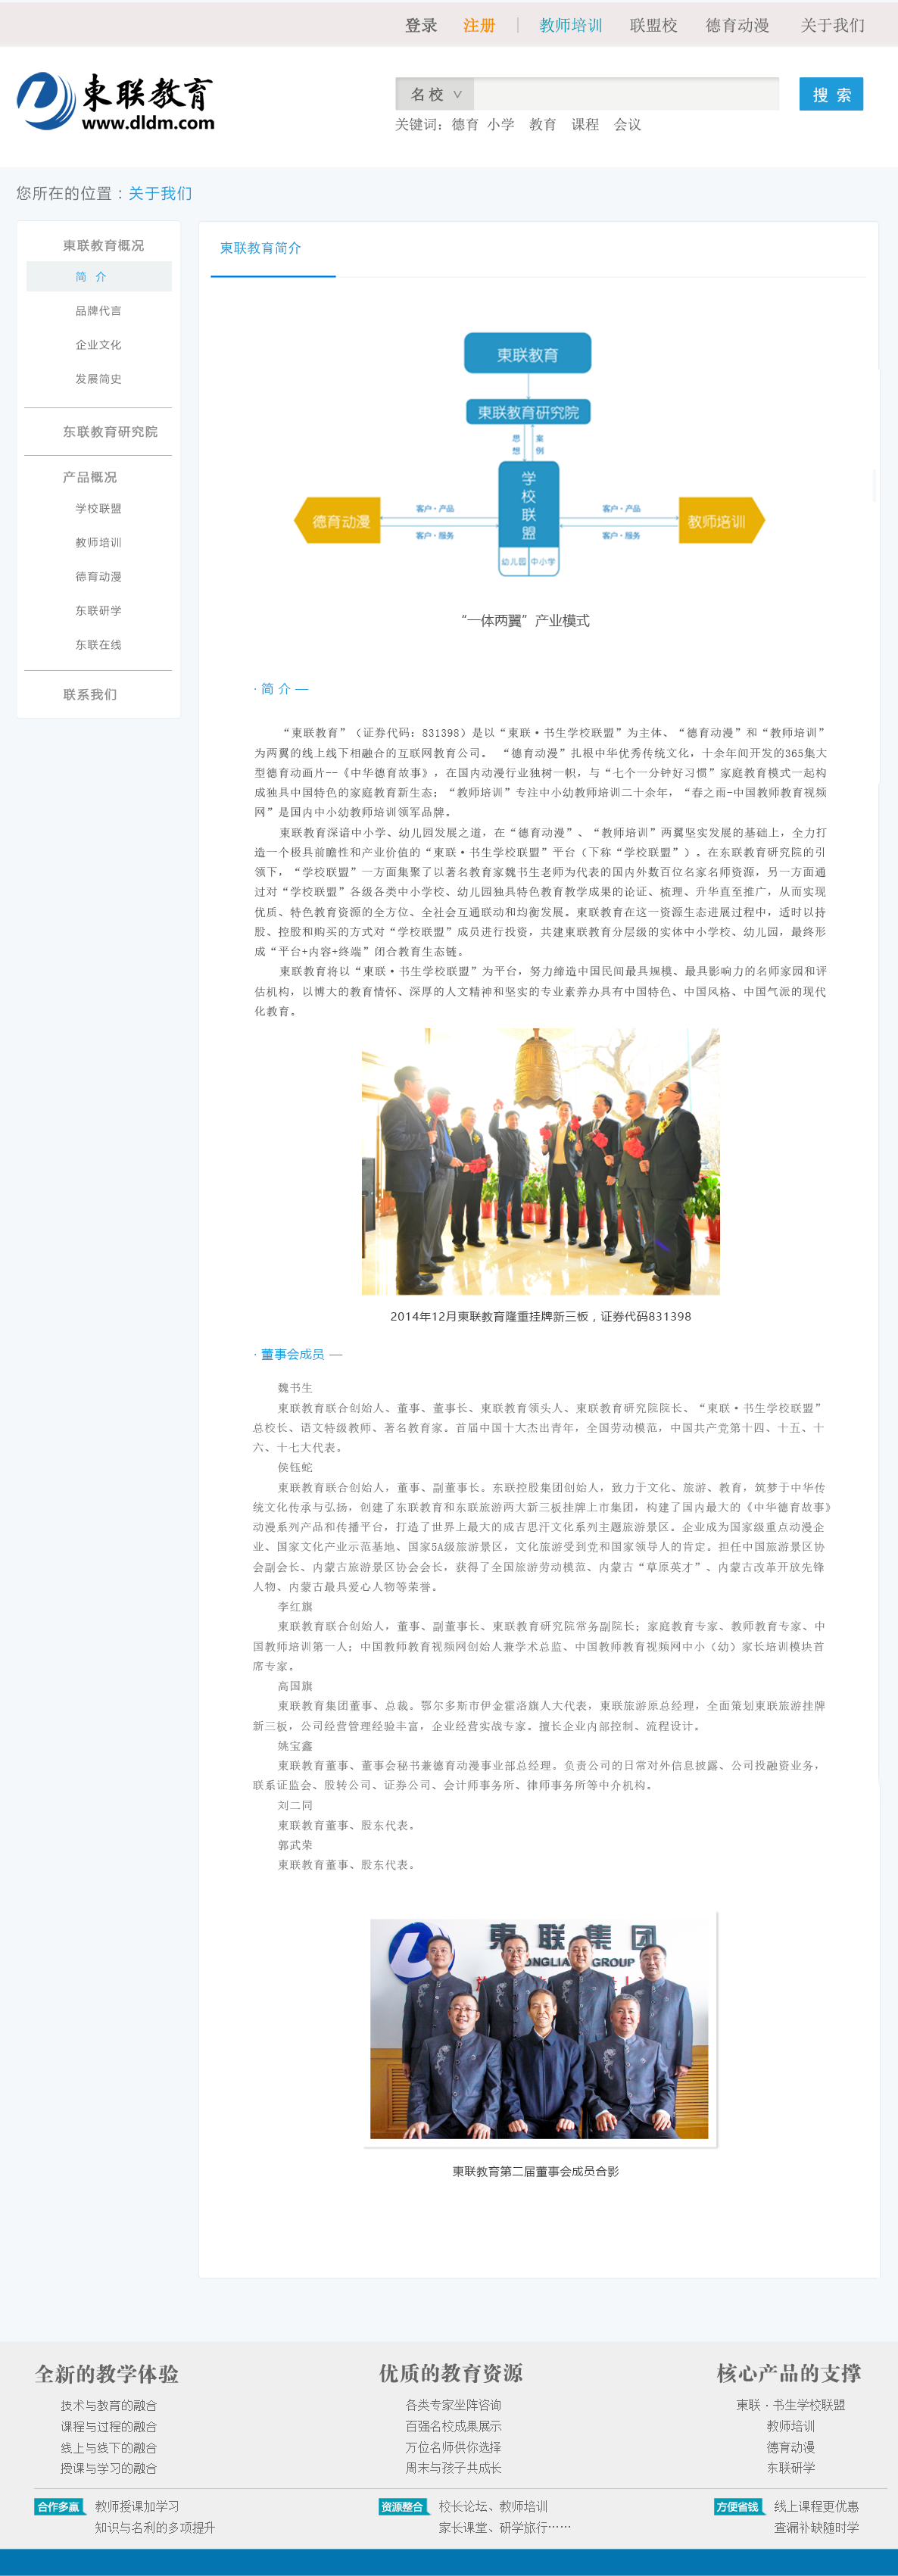 登录 注册 教师培训 联盟校 德育动漫 关于我们
東联教育
www.dldm.com
名校 搜 索
关键词：德育 小学 教育 课程 会议
您所在的位置：关于我们
東联教育概况
简 介
品牌代言
企业文化
发展简史
东联教育研究院
产品概况
学校联盟
教师培训
德育动漫
东联研学
东联在线
联系我们
東联教育简介
東联教育
東联教育研究院
思想 案例
学校联盟
德育动漫 客户·产品 客户·产品 教师培训
客户·服务 客户·服务
幼儿园 中小学
“一体两翼”产业模式
· 简 介 —
“東联教育”（证券代码：831398）是以“東联·书生学校联盟”为主体、“德育动漫”和“教师培训”
为两翼的线上线下相融合的互联网教育公司。 “德育动漫”扎根中华优秀传统文化，十余年间开发的365集大
型德育动画片--《中华德育故事》，在国内动漫行业独树一帜，与“七个一分钟好习惯”家庭教育模式一起构
成独具中国特色的家庭教育新生态；“教师培训”专注中小幼教师培训二十余年，“春之雨-中国教师教育视频
网”是国内中小幼教师培训领军品牌。
東联教育深谙中小学、幼儿园发展之道，在“德育动漫”、“教师培训”两翼坚实发展的基础上，全力打
造一个极具前瞻性和产业价值的“東联·书生学校联盟”平台（下称“学校联盟”）。在东联教育研究院的引
领下，“学校联盟”一方面集聚了以著名教育家魏书生老师为代表的国内外数百位名家名师资源，另一方面通
过对“学校联盟”各级各类中小学校、幼儿园独具特色教育教学成果的论证、梳理、升华直至推广，从而实现
优质、特色教育资源的全方位、全社会互通联动和均衡发展。東联教育在这一资源生态进展过程中，适时以持
股、控股和购买的方式对“学校联盟”成员进行投资，共建東联教育分层级的实体中小学校、幼儿园，最终形
成“平台+内容+终端”闭合教育生态链。
東联教育将以“東联·书生学校联盟”为平台，努力缔造中国民间最具规模、最具影响力的名师家园和评
估机构，以博大的教育情怀、深厚的人文精神和坚实的专业素养办具有中国特色、中国风格、中国气派的现代
化教育。
2014年12月東联教育隆重挂牌新三板，证券代码831398
· 董事会成员 —
魏书生
東联教育联合创始人、董事、董事长、東联教育领头人、東联教育研究院院长、“東联·书生学校联盟”
总校长、语文特级教师、著名教育家。首届中国十大杰出青年，全国劳动模范，中国共产党第十四、十五、十
六、十七大代表。
侯钰蛇
東联教育联合创始人，董事、副董事长。东联控股集团创始人，致力于文化、旅游、教育，筑梦于中华传
统文化传承与弘扬，创建了东联教育和东联旅游两大新三板挂牌上市集团，构建了国内最大的《中华德育故事》
动漫系列产品和传播平台，打造了世界上最大的成吉思汗文化系列主题旅游景区。企业成为国家级重点动漫企
业、国家文化产业示范基地、国家5A级旅游景区，文化旅游受到党和国家领导人的肯定。担任中国旅游景区协
会副会长、内蒙古旅游景区协会会长，获得了全国旅游劳动模范、内蒙古“草原英才”、内蒙古改革开放先锋
人物、内蒙古最具爱心人物等荣誉。
李红旗
東联教育联合创始人，董事、副董事长、東联教育研究院常务副院长；家庭教育专家、教师教育专家、中
国教师培训第一人；中国教师教育视频网创始人兼学术总监、中国教师教育视频网中小（幼）家长培训模块首
席专家。
高国旗
東联教育集团董事、总裁。鄂尔多斯市伊金霍洛旗人大代表，東联旅游原总经理，全面策划東联旅游挂牌
新三板，公司经营管理经验丰富，企业经营实战专家。擅长企业内部控制、流程设计。
姚宝鑫
東联教育董事、董事会秘书兼德育动漫事业部总经理。负责公司的日常对外信息披露、公司投融资业务，
联系证监会、股转公司、证券公司、会计师事务所、律师事务所等中介机构。
刘二同
東联教育董事、股东代表。
郭武荣
東联教育董事、股东代表。
東联集团
GROUP
東联教育第二届董事会成员合影
全新的教学体验 优质的教育资源 核心产品的支撑
技术与教育的融合 各类专家坐阵咨询 東联·书生学校联盟
课程与过程的融合 百强名校成果展示 教师培训
线上与线下的融合 万位名师供你选择 德育动漫
授课与学习的融合 周末与孩子共成长 东联研学
合作多赢 教师授课加学习 资源整合 校长论坛、教师培训 方便省钱 线上课程更优惠
知识与名利的多项提升 家长课堂、研学旅行…… 查漏补缺随时学